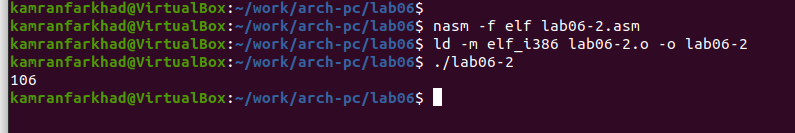 kamranfarkhad@VirtualBox:~/work/arch-pc/lab06$
kamranfarkhad@VirtualBox:~/work/arch-pc/lab06$ nasm -f elf lab06-2.asm
kamranfarkhad@VirtualBox:~/work/arch-pc/lab06$ ld -m elf_i386 lab06-2.o -o lab06-2
kamranfarkhad@VirtualBox:~/work/arch-pc/lab06$ ./lab06-2
106
kamranfarkhad@VirtualBox:~/work/arch-pc/lab06$